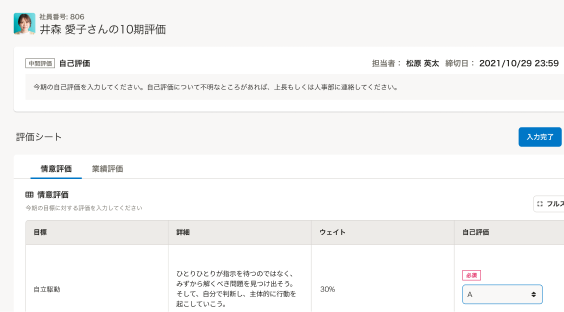 社員番号: 806
井森 愛子さんの10期評価
中間評価 自己評価 担当者： 松原 英太 締切日： 2021/10/29 23:59
今期の自己評価を入力してください。自己評価について不明なところがあれば、上長もしくは人事部に連絡してください。
評価シート 入力完了
情意評価 業績評価
情意評価
今期の目標に対する評価を入力してください
フルス
目標 詳細 ウェイト 自己評価
ひとりひとりが指示を待つのではなく、
みずから解くべき問題を見つけ出そう。
そして、自分で判断し、主体的に行動を
起こしていこう。
自立駆動 30%
必須
A